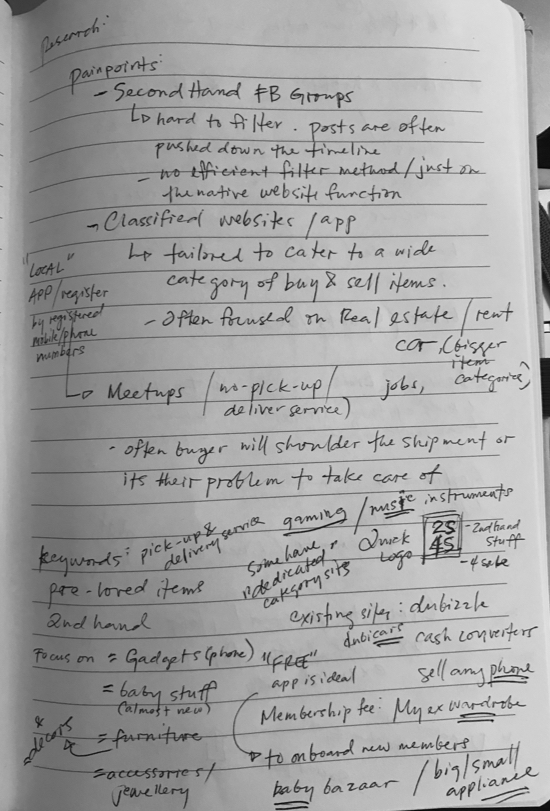 Research:
painpoints:
- Second Hand FB Groups
↳ hard to filter. posts are often
pushed down the timeline
- no efficient filter method / just on
the native website function
- Classified websites / app
↳ tailored to cater to a wide
category of buy & sell items.
"LOCAL"
APP / register
by registered
mobile / phone
members
- Often focused on Real estate / rent
car, (bigger
item
categories)
jobs,
↳ Meetups / no-pick-up /
deliver service)
- often buyer will shoulder the shipment or
its their problem to take care of
keywords: pick-up &
delivery service
gaming / music instruments
some have
dedicated
category sites
Quick
Logo
2S
4S
- 2nd hand
stuff
- 4 sale
pre-loved items
2nd hand
existing sites: dubizzle
dubicars cash converters
Focus on = Gadgets (phone)
"FREE"
app is ideal
sell any phone
= baby stuff
(almost new)
Membership fee: My ex wardrobe
& decors
= furniture
↳ to onboard new members
= accessories /
jewellery
baby bazaar / big / small
appliance